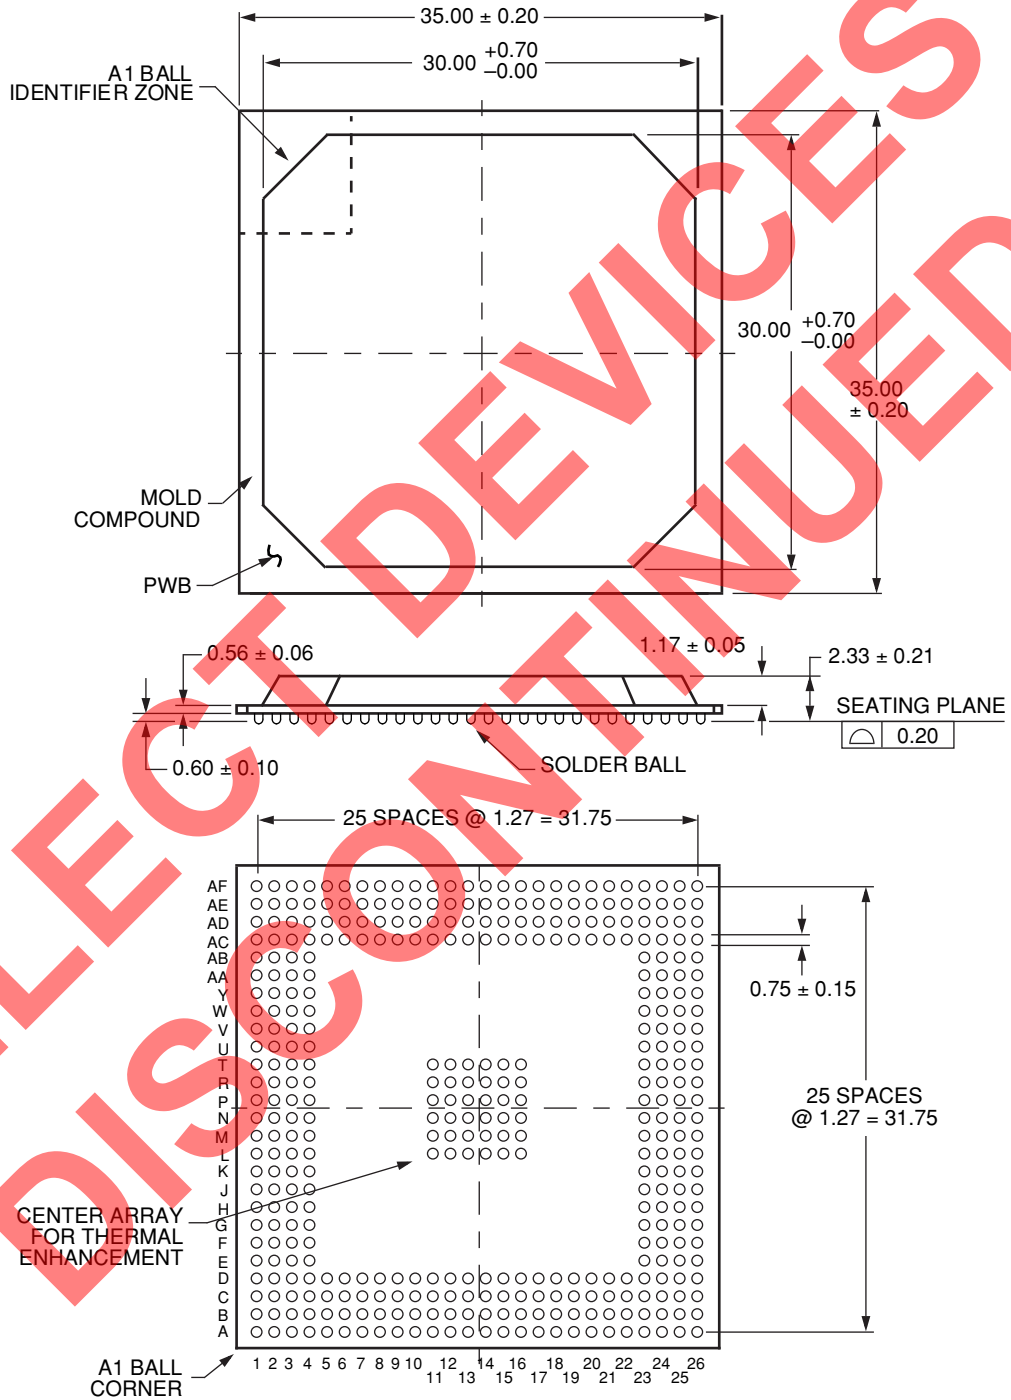 35.00 ± 0.20
+0.70
30.00
–0.00
A1 BALL
IDENTIFIER ZONE
30.00
+0.70
–0.00
35.00
± 0.20
MOLD
COMPOUND
PWB
0.56 ± 0.06
1.17 ± 0.05
2.33 ± 0.21
SEATING PLANE
0.20
SOLDER BALL
0.60 ± 0.10
25 SPACES @ 1.27 = 31.75
AF
AE
AD
AC
AB
AA
Y
W
V
U
T
R
P
N
M
L
K
J
H
G
F
E
D
C
B
A
0.75 ± 0.15
25 SPACES
@ 1.27 = 31.75
CENTER ARRAY
FOR THERMAL
ENHANCEMENT
1 2 3 4 5 6 7 8 9 10 12 14 16 18 20 22 24 26
11 13 15 17 19 21 23 25
A1 BALL
CORNER
SELECT DEVICES
DISCONTINUED